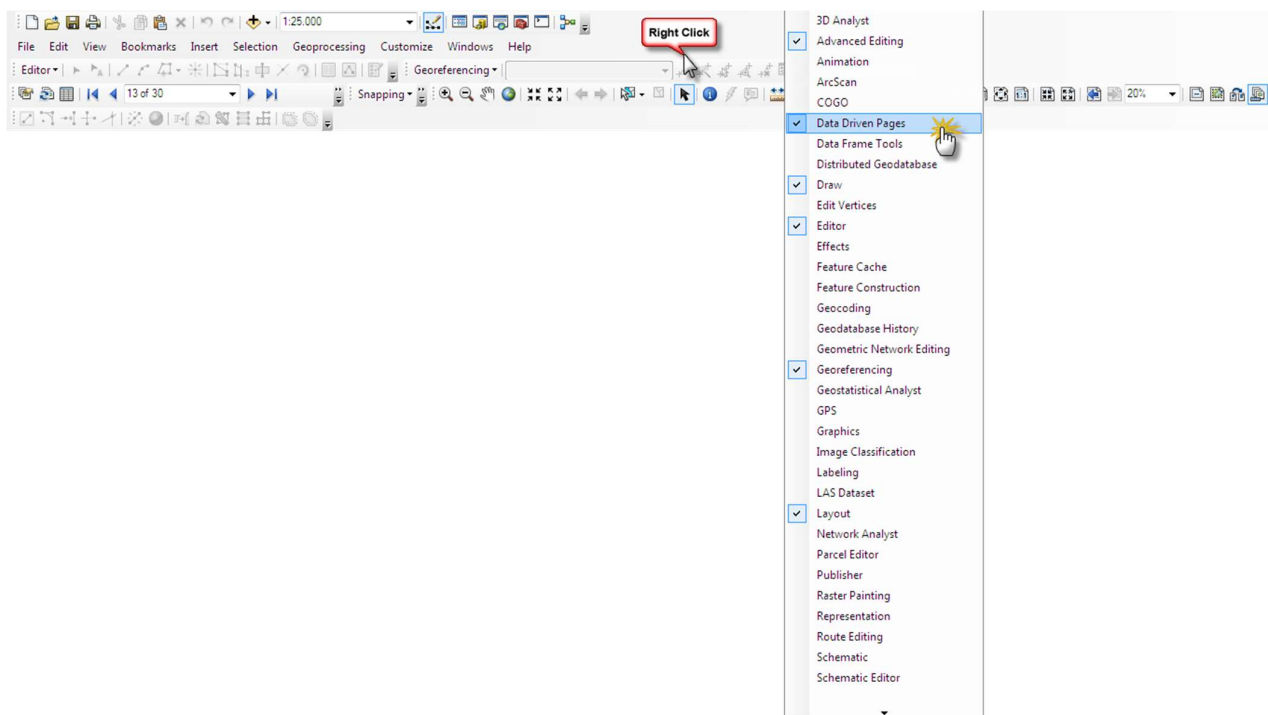 1:25.000
Right Click
File Edit View Bookmarks Insert Selection Geoprocessing Customize Windows Help
Editor Georeferencing
13 of 30 Snapping 1:1 20%
3D Analyst
Advanced Editing
Animation
ArcScan
COGO
Data Driven Pages
Data Frame Tools
Distributed Geodatabase
Draw
Edit Vertices
Editor
Effects
Feature Cache
Feature Construction
Geocoding
Geodatabase History
Geometric Network Editing
Georeferencing
Geostatistical Analyst
GPS
Graphics
Image Classification
Labeling
LAS Dataset
Layout
Network Analyst
Parcel Editor
Publisher
Raster Painting
Representation
Route Editing
Schematic
Schematic Editor